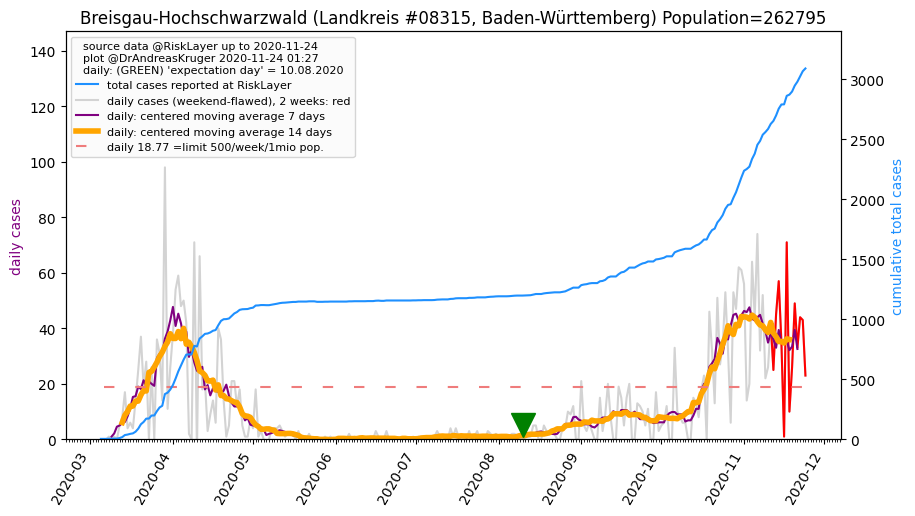 Breisgau-Hochschwarzwald (Landkreis #08315, Baden-Württemberg) Population=262795
source data @RiskLayer up to 2020-11-24
plot @DrAndreasKruger 2020-11-24 01:27
daily: (GREEN) 'expectation day' = 10.08.2020
total cases reported at RiskLayer
daily cases (weekend-flawed), 2 weeks: red
daily: centered moving average 7 days
daily: centered moving average 14 days
daily 18.77 =limit 500/week/1mio pop.
daily cases
140
120
100
80
60
40
20
0
cumulative total cases
3000
2500
2000
1500
1000
500
0
2020-03
2020-04
2020-05
2020-06
2020-07
2020-08
2020-09
2020-10
2020-11
2020-12